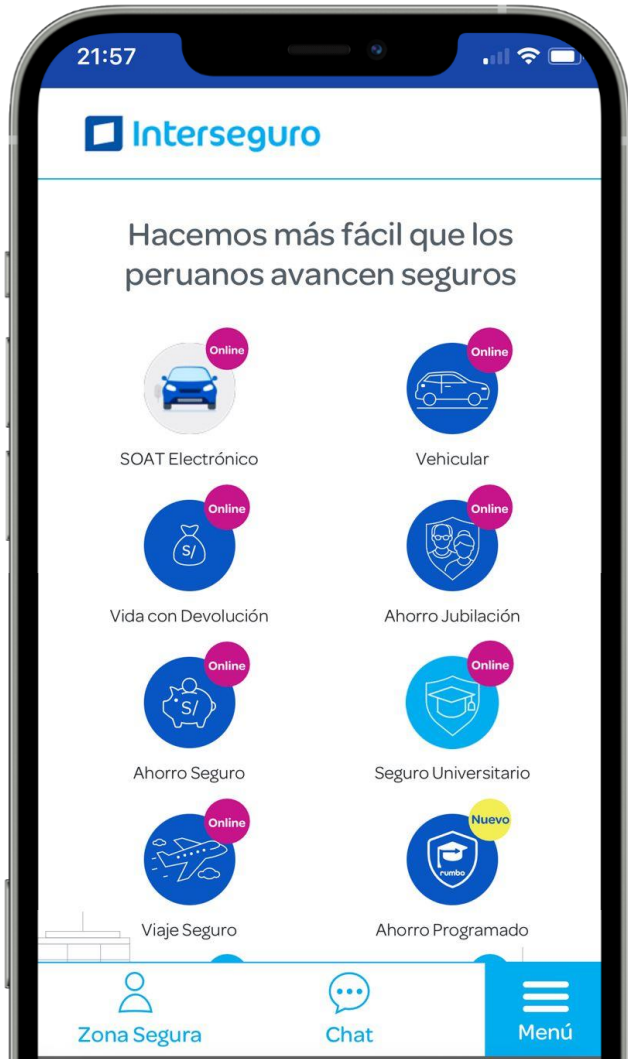 21:57
Interseguro
Hacemos más fácil que los
peruanos avancen seguros
Online
Online
SOAT Electrónico
Vehicular
Online
Online
S/
Vida con Devolución
Ahorro Jubilación
Online
Online
S/
Ahorro Seguro
Seguro Universitario
Online
Nuevo
rumbo
Viaje Seguro
Ahorro Programado
Zona Segura
Chat
Menú